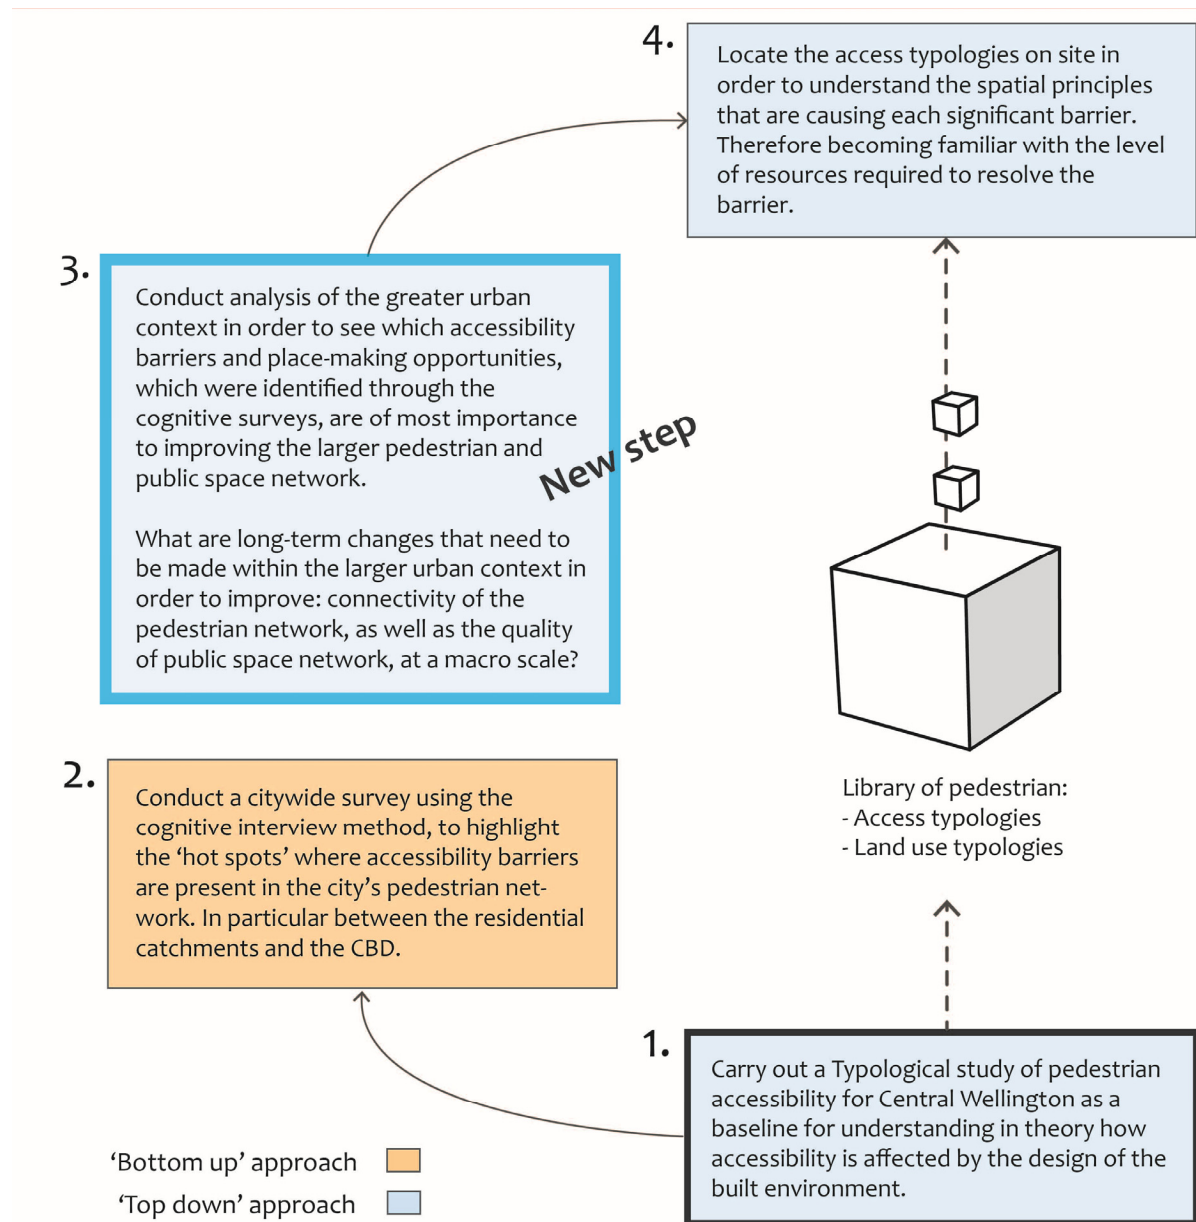 4.
Locate the access typologies on site in
order to understand the spatial principles
that are causing each significant barrier.
Therefore becoming familiar with the level
of resources required to resolve the
barrier.
3.
Conduct analysis of the greater urban
context in order to see which accessibility
barriers and place-making opportunities,
which were identified through the
cognitive surveys, are of most importance
to improving the larger pedestrian and
public space network.
New step
What are long-term changes that need to
be made within the larger urban context in
order to improve: connectivity of the
pedestrian network, as well as the quality
of public space network, at a macro scale?
2.
Conduct a citywide survey using the
cognitive interview method, to highlight
the ‘hot spots’ where accessibility barriers
are present in the city’s pedestrian net-
work. In particular between the residential
catchments and the CBD.
Library of pedestrian:
- Access typologies
- Land use typologies
1.
Carry out a Typological study of pedestrian
accessibility for Central Wellington as a
baseline for understanding in theory how
accessibility is affected by the design of the
built environment.
‘Bottom up’ approach
‘Top down’ approach